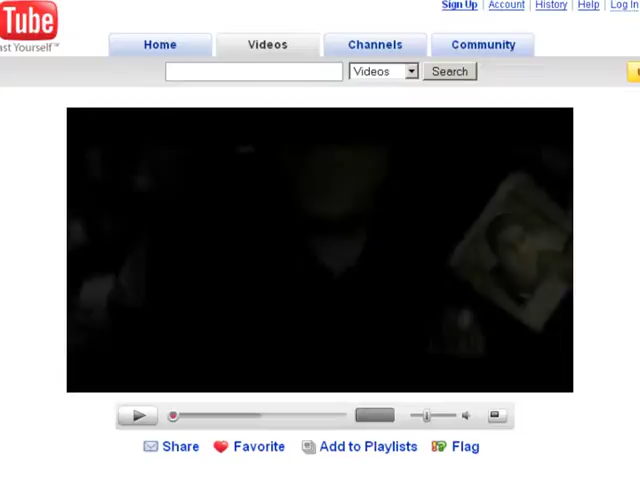 Sign Up | Account | History | Help | Log In
Tube
ast Yourself™
Home Videos Channels Community
Videos Search
Share Favorite Add to Playlists Flag